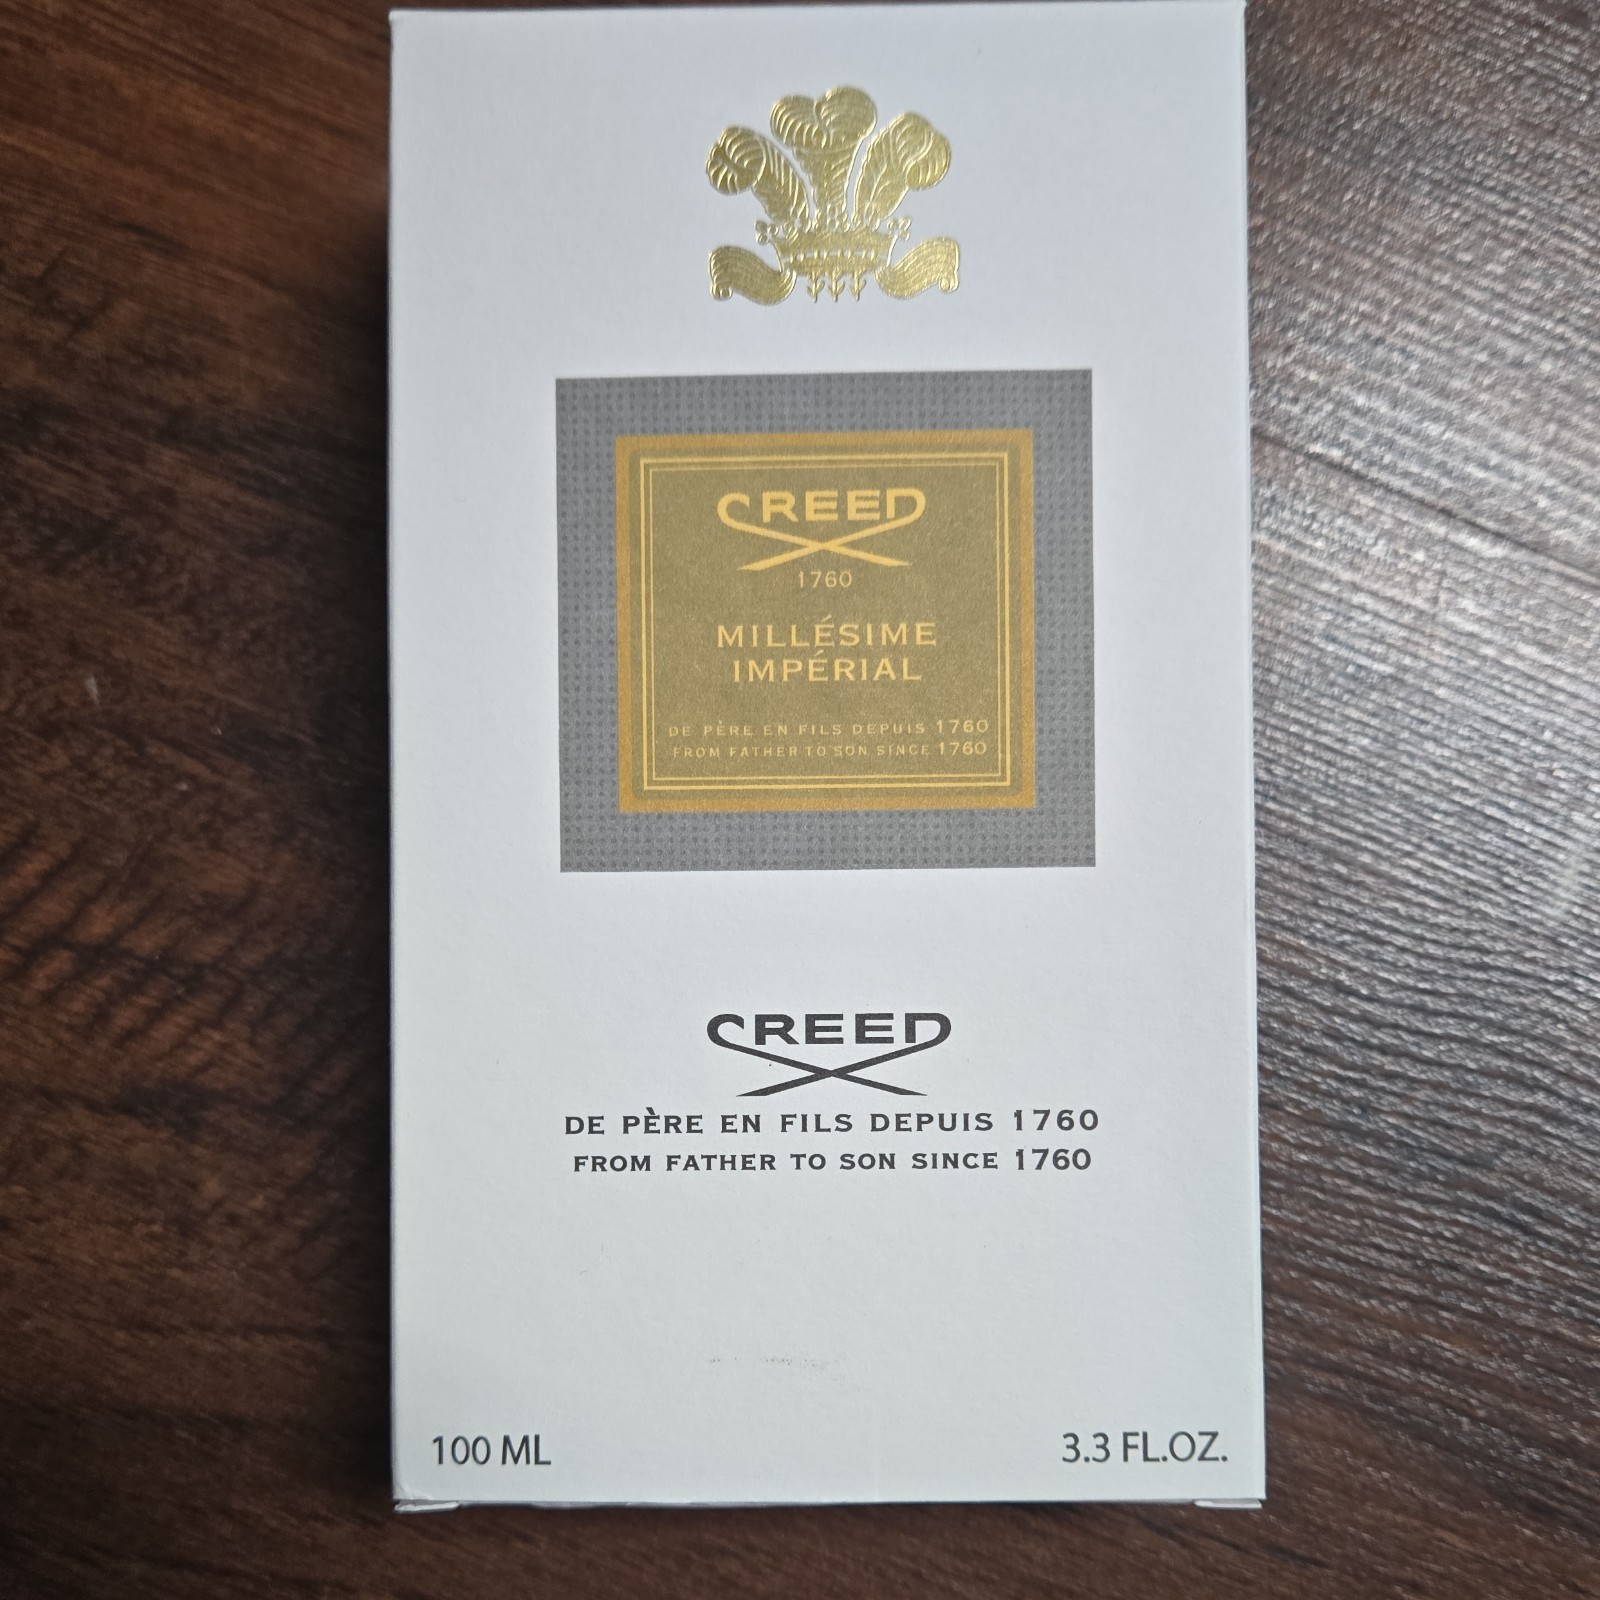 CREED
1760
MILLÉSIME
IMPÉRIAL
DE PÈRE EN FILS DEPUIS 1760
FROM FATHER TO SON SINCE 1760
CREED
DE PÈRE EN FILS DEPUIS 1760
FROM FATHER TO SON SINCE 1760
100 ML
3.3 FL.OZ.